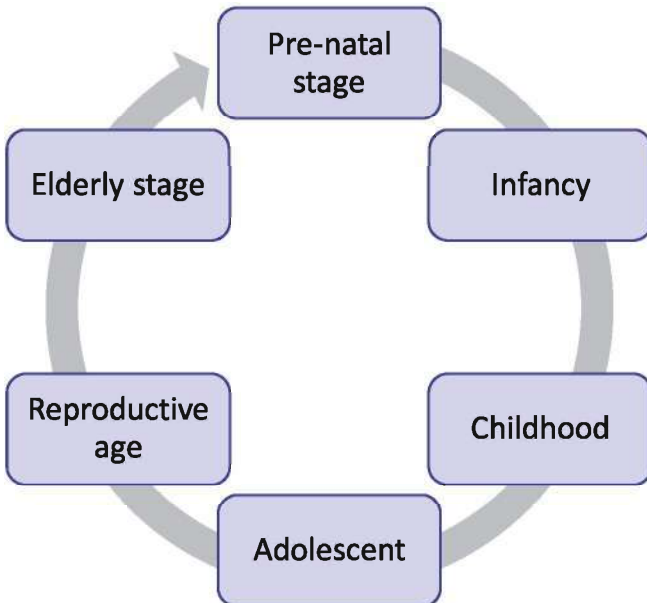 Pre-natal
stage
Infancy
Childhood
Adolescent
Reproductive
age
Elderly stage